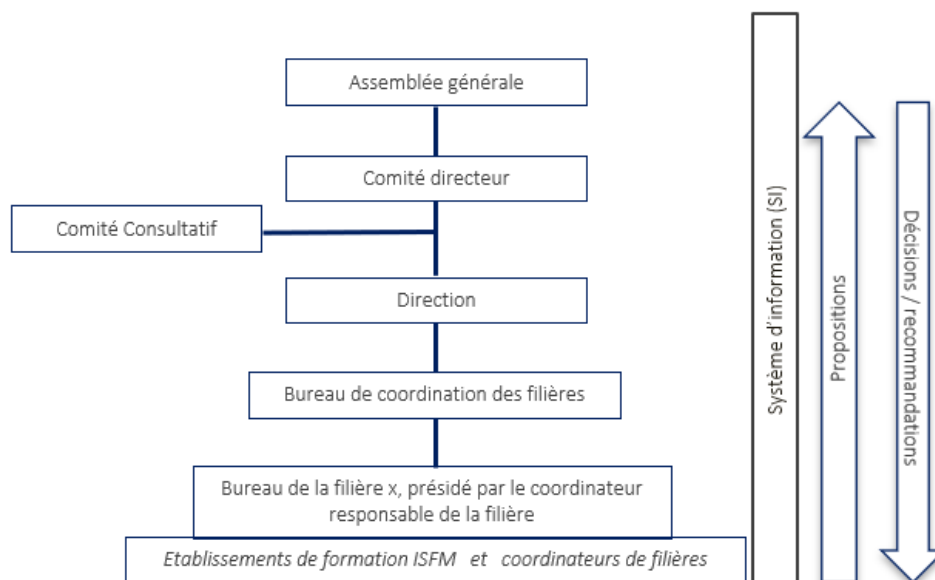 Assemblée générale
Comité directeur
Comité Consultatif
Direction
Bureau de coordination des filières
Bureau de la filière x, présidé par le coordinateur
responsable de la filière
Etablissements de formation ISFM et coordinateurs de filières
Système d'information (SI)
Propositions
Décisions / recommandations